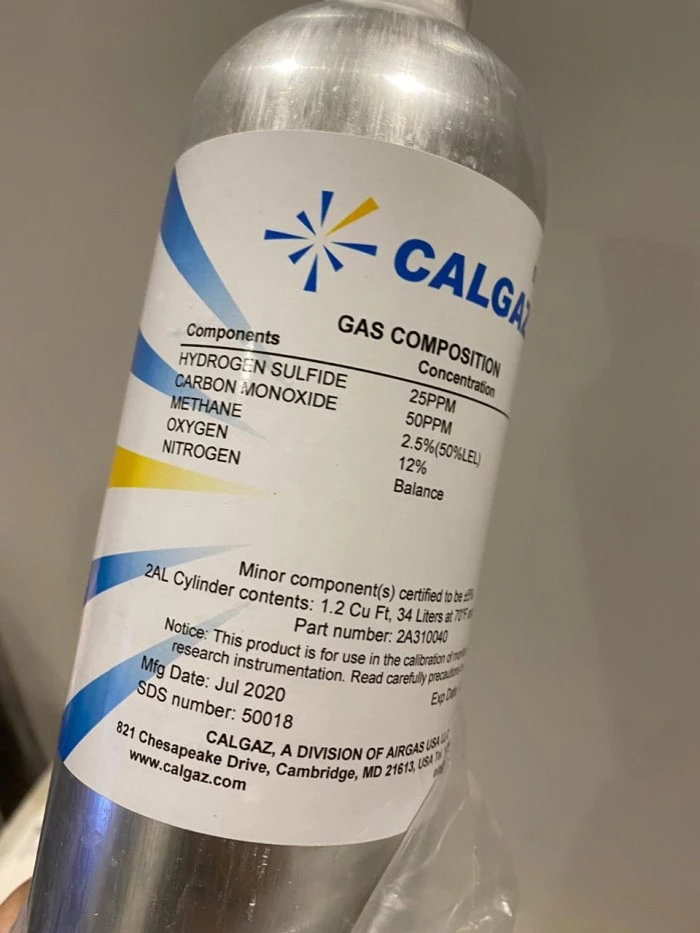 CALGAZ
GAS COMPOSITION
Components Concentration
HYDROGEN SULFIDE 25PPM
CARBON MONOXIDE 50PPM
METHANE 2.5%(50%LEL)
OXYGEN 12%
NITROGEN Balance
Minor component(s) certified to be ±5%
2AL Cylinder contents: 1.2 Cu Ft, 34 Liters at 70°F
Part number: 2A310040
Notice: This product is for use in the calibration of
research instrumentation. Read carefully
Exp Date
Mfg Date: Jul 2020
SDS number: 50018
CALGAZ, A DIVISION OF AIRGAS USA
821 Chesapeake Drive, Cambridge, MD 21613, USA
www.calgaz.com